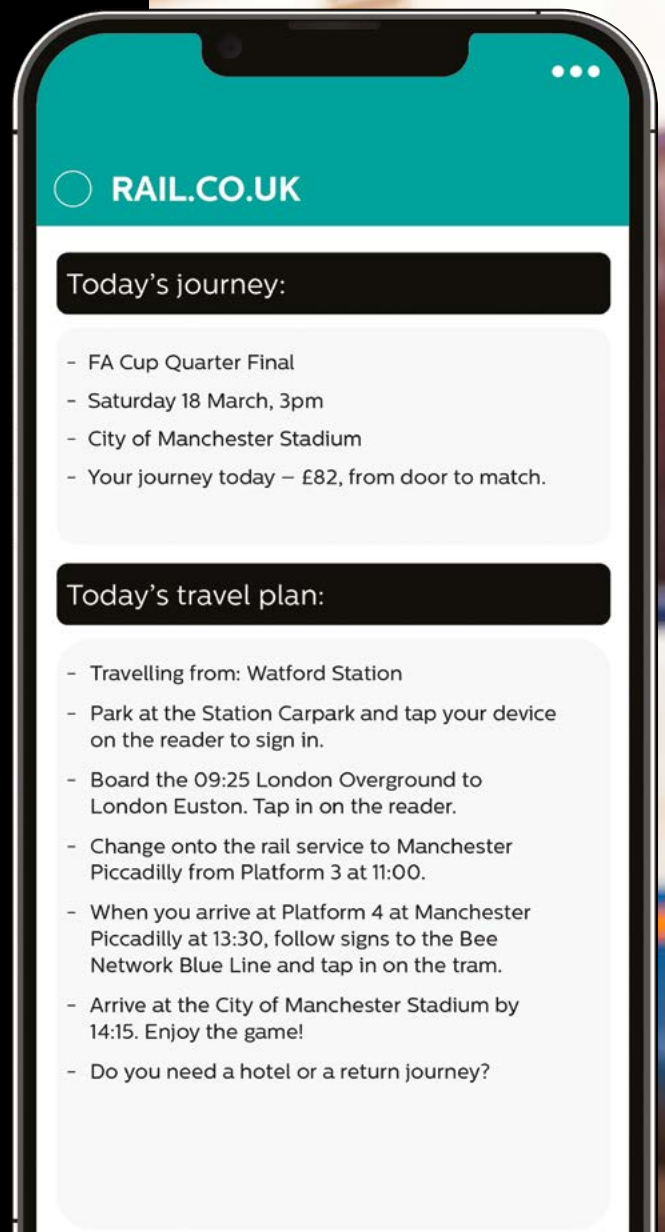 RAIL.CO.UK
Today’s journey:
- FA Cup Quarter Final
- Saturday 18 March, 3pm
- City of Manchester Stadium
- Your journey today – £82, from door to match.
Today’s travel plan:
- Travelling from: Watford Station
- Park at the Station Carpark and tap your device
on the reader to sign in.
- Board the 09:25 London Overground to
London Euston. Tap in on the reader.
- Change onto the rail service to Manchester
Piccadilly from Platform 3 at 11:00.
- When you arrive at Platform 4 at Manchester
Piccadilly at 13:30, follow signs to the Bee
Network Blue Line and tap in on the tram.
- Arrive at the City of Manchester Stadium by
14:15. Enjoy the game!
- Do you need a hotel or a return journey?